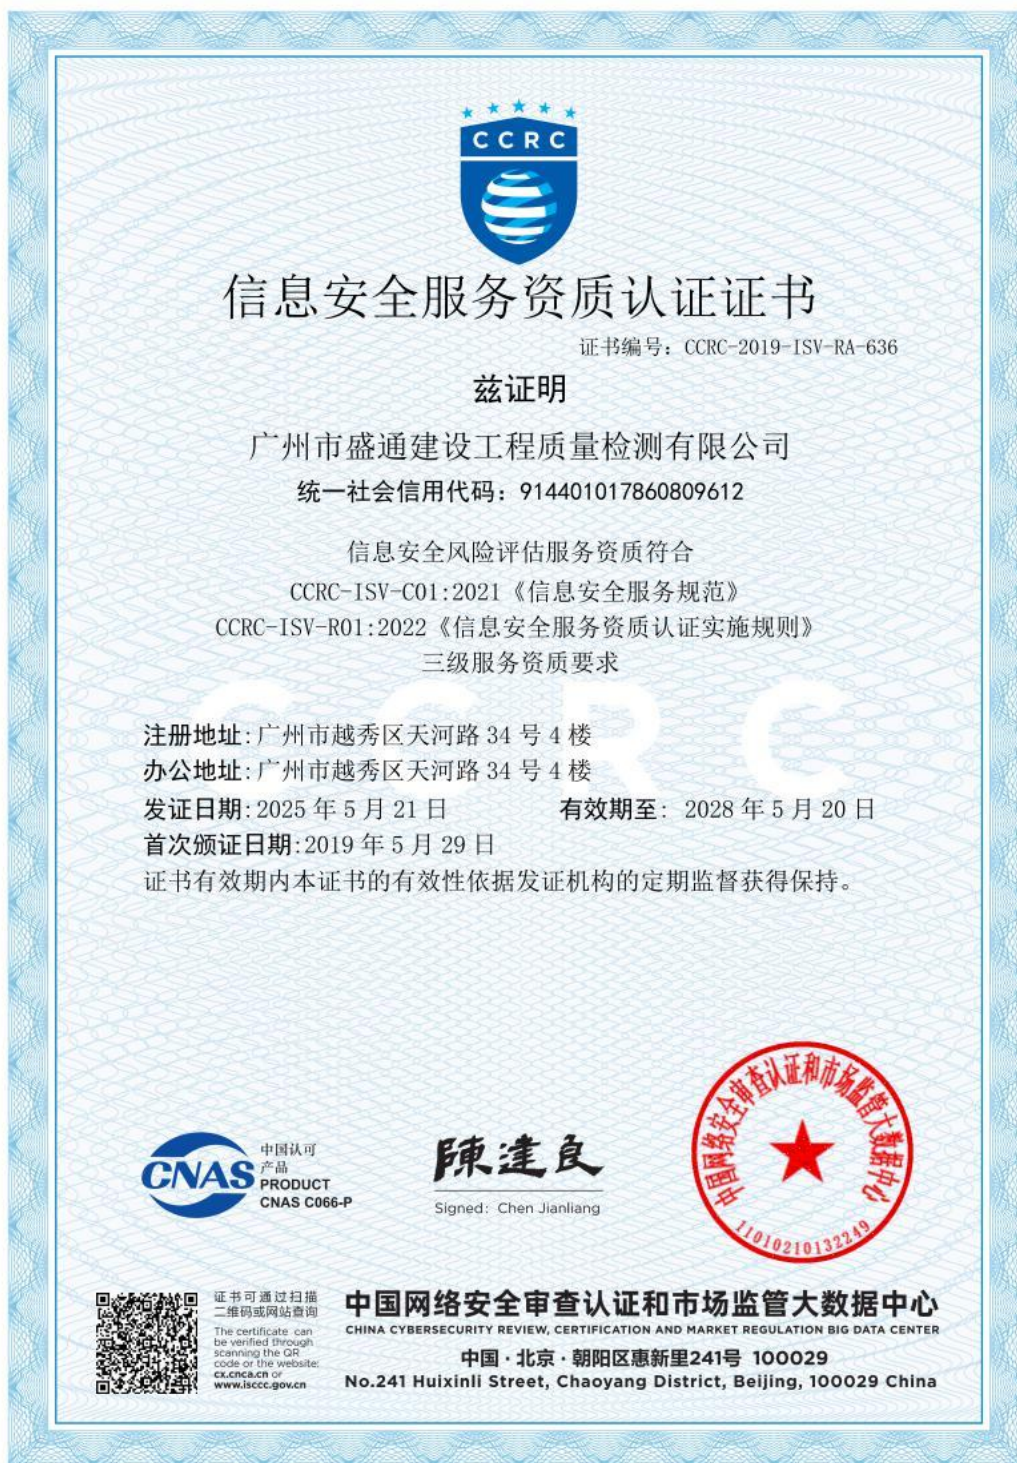 CCRC
信息安全服务资质认证证书
证书编号：CCRC-2019-ISV-RA-636
兹证明
广州市盛通建设工程质量检测有限公司
统一社会信用代码：914401017860809612
信息安全风险评估服务资质符合
CCRC-ISV-C01:2021《信息安全服务规范》
CCRC-ISV-R01:2022《信息安全服务资质认证实施规则》
三级服务资质要求
CCRC
注册地址:广州市越秀区天河路 34 号 4 楼
办公地址:广州市越秀区天河路 34 号 4 楼
发证日期:2025 年 5 月 21 日 有效期至：2028 年 5 月 20 日
首次颁证日期:2019 年 5 月 29 日
证书有效期内本证书的有效性依据发证机构的定期监督获得保持。
CNAS
中国认可
产品
PRODUCT
CNAS C066-P
陳建良
Signed: Chen Jianliang
中国网络安全审查认证和市场监管大数据中心
11010210132249
证书可通过扫描
二维码或网站查询
The certificate can
be verified through
scanning the QR
code or the website:
cx.cnca.cn or
www.isccc.gov.cn
中国网络安全审查认证和市场监管大数据中心
CHINA CYBERSECURITY REVIEW, CERTIFICATION AND MARKET REGULATION BIG DATA CENTER
中国·北京·朝阳区惠新里241号 100029
No.241 Huixinli Street, Chaoyang District, Beijing, 100029 China